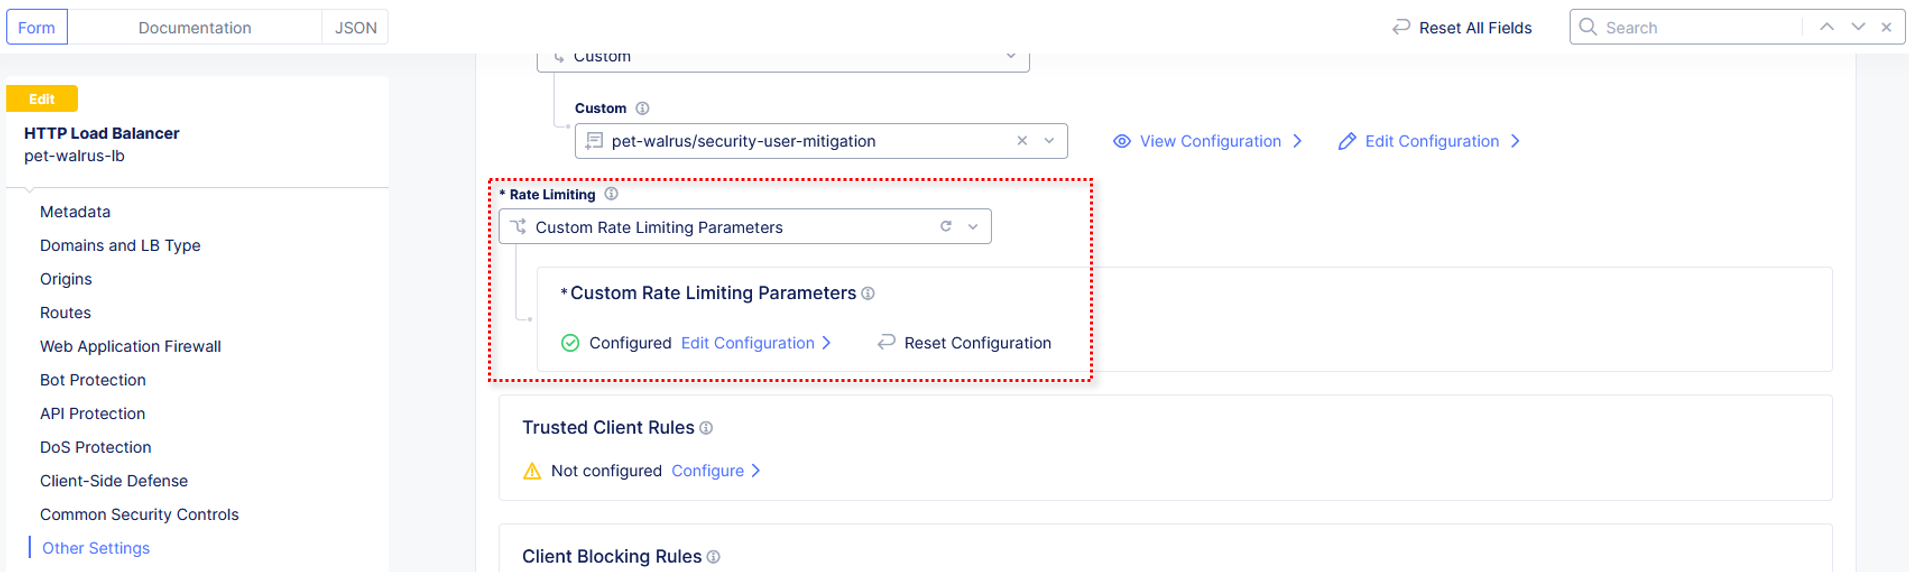 Form
Documentation
JSON
Reset All Fields
Search
Edit
HTTP Load Balancer
pet-walrus-lb
Metadata
Domains and LB Type
Origins
Routes
Web Application Firewall
Bot Protection
API Protection
DoS Protection
Client-Side Defense
Common Security Controls
Other Settings
Custom
Custom
pet-walrus/security-user-mitigation
View Configuration
Edit Configuration
* Rate Limiting
Custom Rate Limiting Parameters
* Custom Rate Limiting Parameters
Configured Edit Configuration
Reset Configuration
Trusted Client Rules
Not configured Configure
Client Blocking Rules